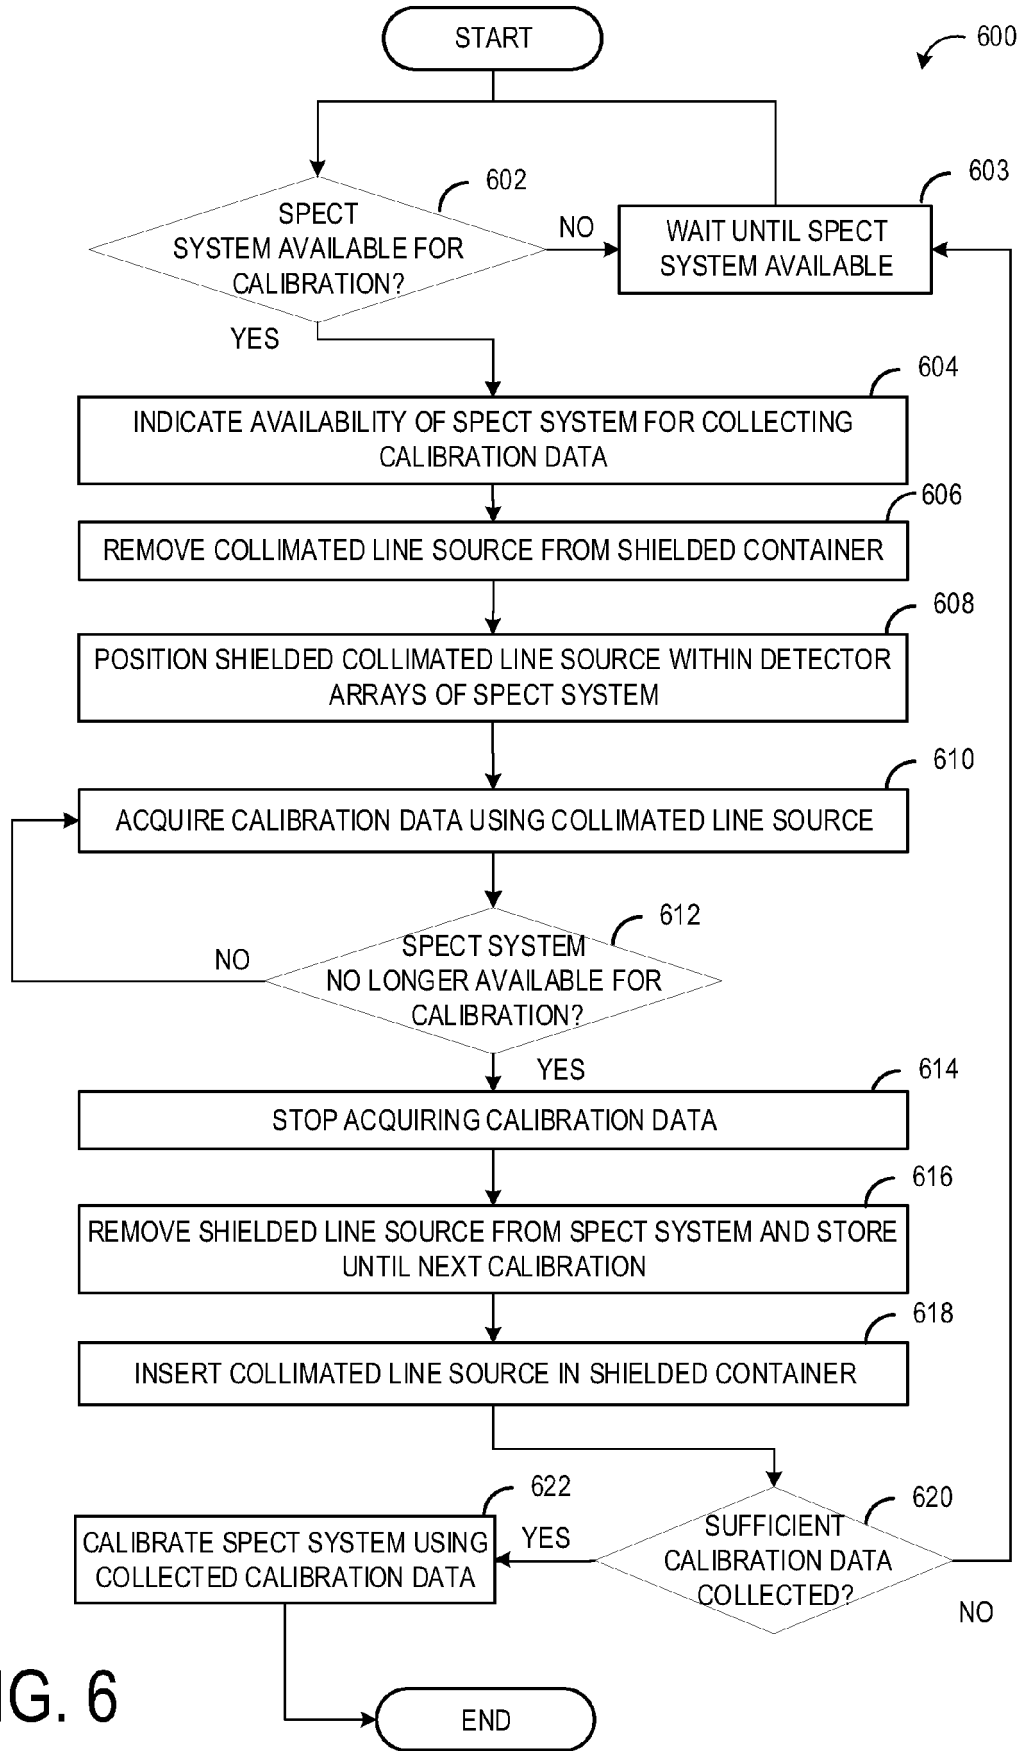 START
600
602
SPECT
SYSTEM AVAILABLE FOR
CALIBRATION?
NO
603
WAIT UNTIL SPECT
SYSTEM AVAILABLE
YES
604
INDICATE AVAILABILITY OF SPECT SYSTEM FOR COLLECTING
CALIBRATION DATA
606
REMOVE COLLIMATED LINE SOURCE FROM SHIELDED CONTAINER
608
POSITION SHIELDED COLLIMATED LINE SOURCE WITHIN DETECTOR
ARRAYS OF SPECT SYSTEM
610
ACQUIRE CALIBRATION DATA USING COLLIMATED LINE SOURCE
612
SPECT SYSTEM
NO LONGER AVAILABLE FOR
CALIBRATION?
NO
YES
614
STOP ACQUIRING CALIBRATION DATA
616
REMOVE SHIELDED LINE SOURCE FROM SPECT SYSTEM AND STORE
UNTIL NEXT CALIBRATION
618
INSERT COLLIMATED LINE SOURCE IN SHIELDED CONTAINER
620
SUFFICIENT
CALIBRATION DATA
COLLECTED?
NO
YES
622
CALIBRATE SPECT SYSTEM USING
COLLECTED CALIBRATION DATA
END
IG. 6